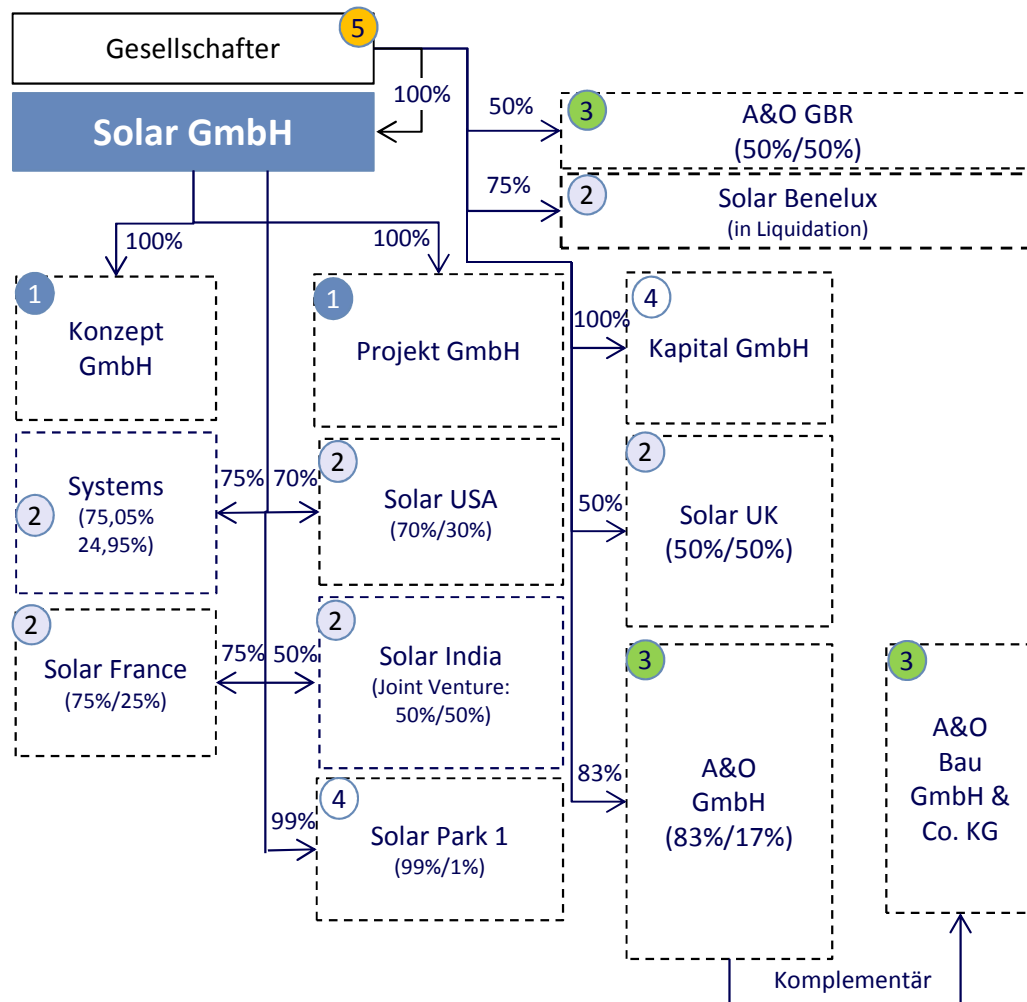 Gesellschafter
5
100%
Solar GmbH
50%
3
A&O GBR
(50%/50%)
75%
2
Solar Benelux
(in Liquidation)
100%
100%
1
Konzept
GmbH
1
Projekt GmbH
100%
4
Kapital GmbH
2
Systems
(75,05%
24,95%)
75%
70%
2
Solar USA
(70%/30%)
50%
2
Solar UK
(50%/50%)
2
Solar France
(75%/25%)
75%
50%
2
Solar India
(Joint Venture:
50%/50%)
83%
3
A&O
GmbH
(83%/17%)
3
A&O
Bau
GmbH &
Co. KG
99%
4
Solar Park 1
(99%/1%)
Komplementär